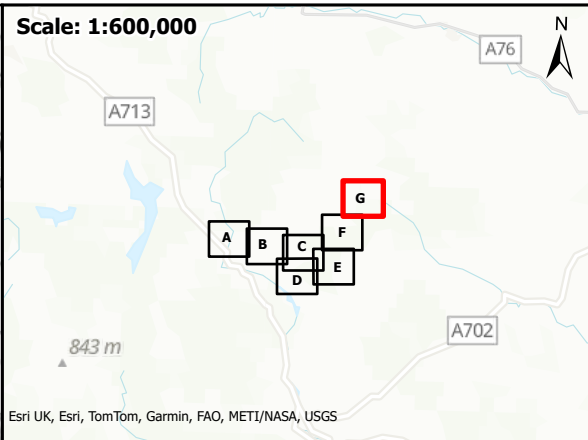 Scale: 1:600,000
N
A76
A713
G
A
B
C
F
D
E
A702
843 m
Esri UK, Esri, TomTom, Garmin, FAO, METI/NASA, USGS